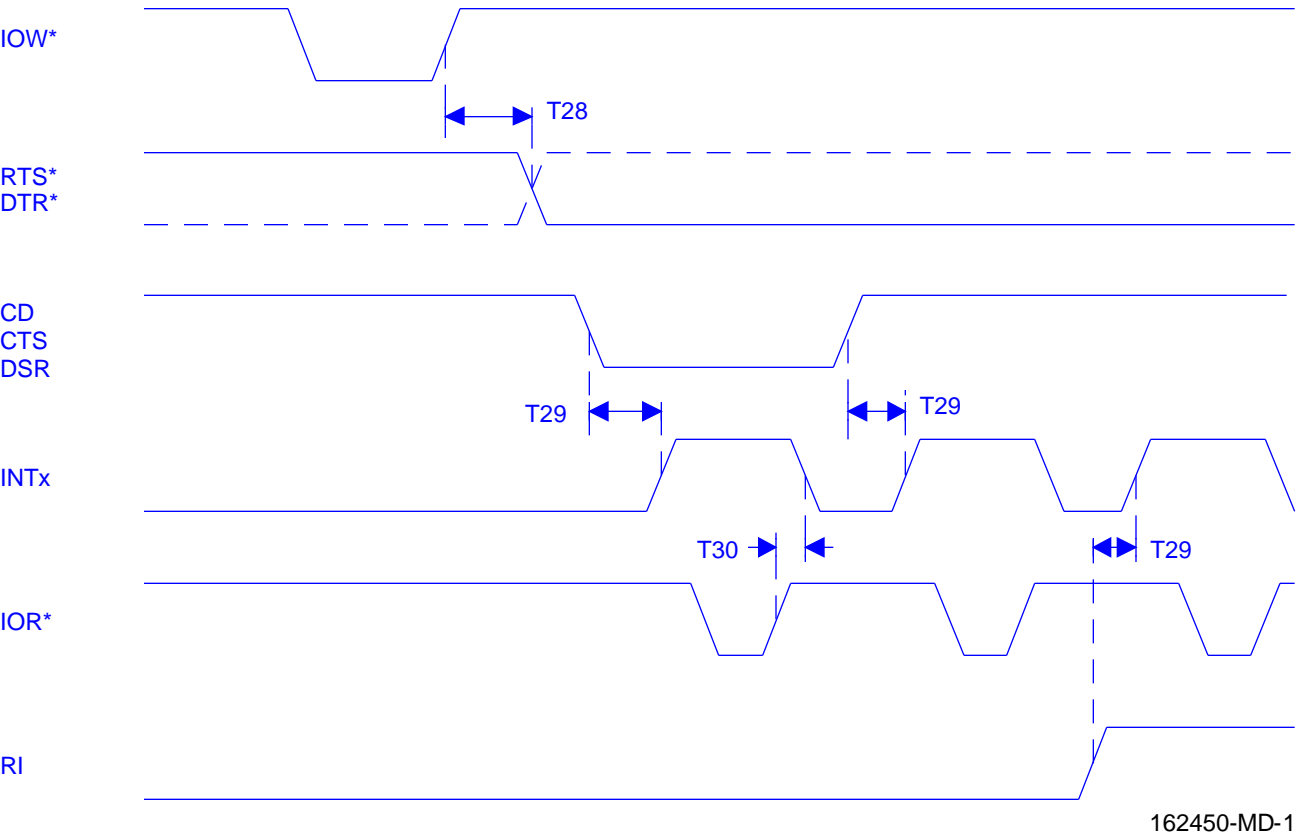 IOW*
T28
RTS*
DTR*
CD
CTS
DSR
T29
T29
INTx
T30
T29
IOR*
RI
162450-MD-1